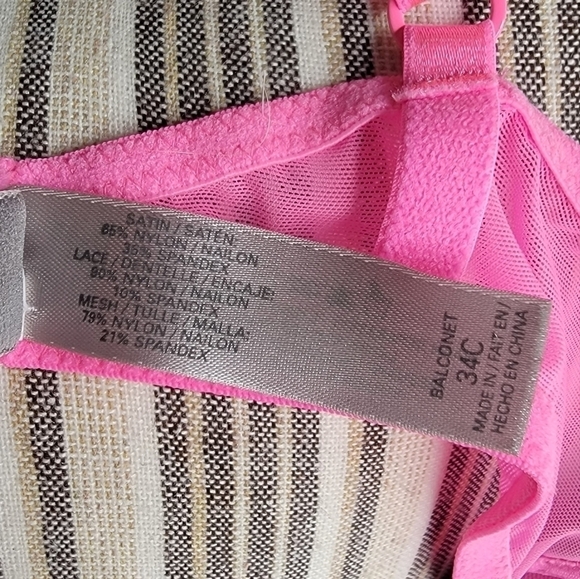 SATIN / SATÉN:
65% NYLON / NAILON
35% SPANDEX
LACE / DENTELLE / ENCAJE:
90% NYLON / NAILON
10% SPANDEX
MESH / TULLE / MALLA:
79% NYLON / NAILON
21% SPANDEX
BALCONET
34C
MADE IN / FAIT EN /
HECHO EN CHINA